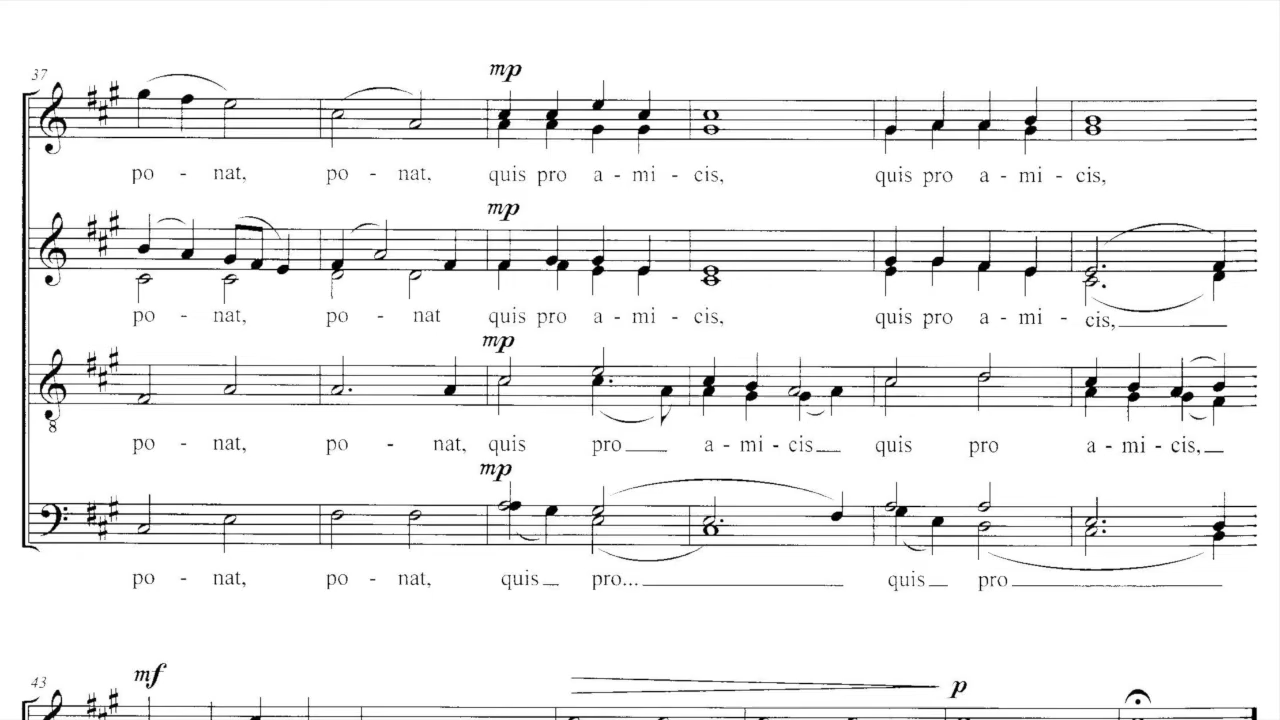 37
mp
po - nat, po - nat, quis pro a - mi - cis, quis pro a - mi - cis,
mp
po - nat, po - nat quis pro a - mi - cis, quis pro a - mi - cis,
mp
8
po - nat, po - nat, quis pro a - mi - cis quis pro a - mi - cis,
mp
po - nat, po - nat, quis pro... quis pro
43
mf
p